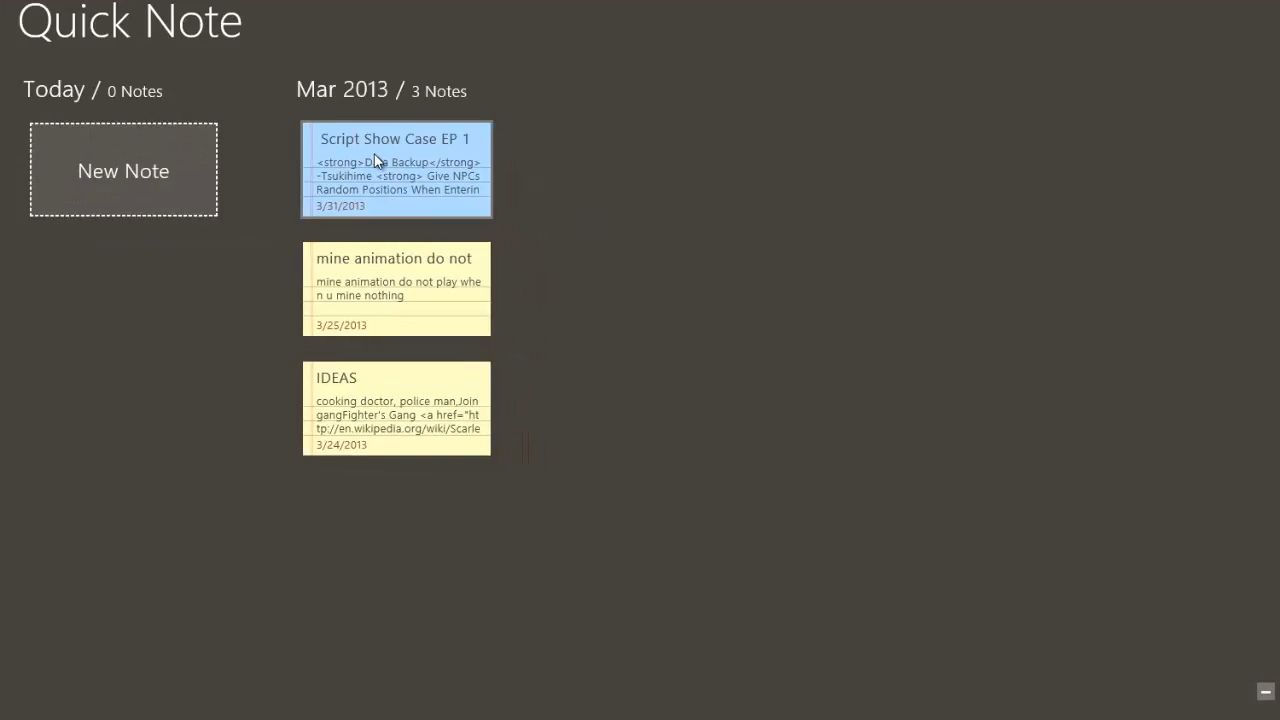 Quick Note
Today / 0 Notes
New Note
Mar 2013 / 3 Notes
Script Show Case EP 1
<strong>D a Backup</strong>
-Tsukihime <strong> Give NPCs
Random Positions When Enterin
3/31/2013
mine animation do not
mine animation do not play whe
n u mine nothing
3/25/2013
IDEAS
cooking doctor, police man,Join
gangFighter's Gang <a href="ht
tp://en.wikipedia.org/wiki/Scarle
3/24/2013